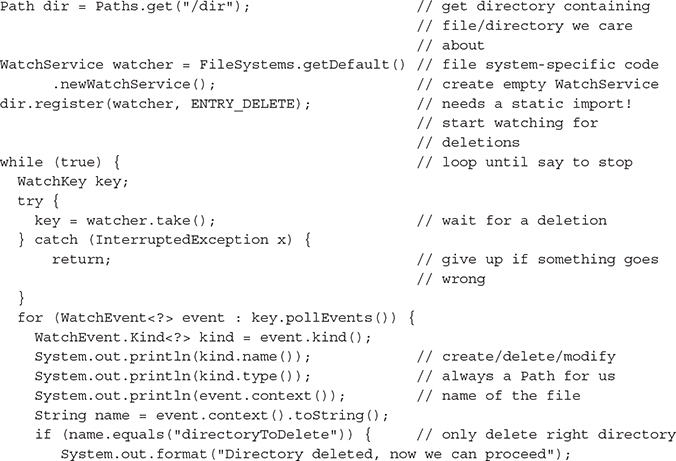 Path dir = Paths.get("/dir");                   // get directory containing
                                                // file/directory we care
                                                // about
WatchService watcher = FileSystems.getDefault() // file system-specific code
      .newWatchService();                       // create empty WatchService
dir.register(watcher, ENTRY_DELETE);            // needs a static import!
                                                // start watching for
                                                // deletions
while (true) {                                  // loop until say to stop
  WatchKey key;
  try {
    key = watcher.take();                       // wait for a deletion
  } catch (InterruptedException x) {
      return;                                   // give up if something goes
                                                // wrong
  }
  for (WatchEvent<?> event : key.pollEvents()) {
    WatchEvent.Kind<?> kind = event.kind();
    System.out.println(kind.name());            // create/delete/modify
    System.out.println(kind.type());            // always a Path for us
    System.out.println(event.context());        // name of the file
    String name = event.context().toString();
    if (name.equals("directoryToDelete")) {     // only delete right directory
       System.out.format("Directory deleted, now we can proceed");